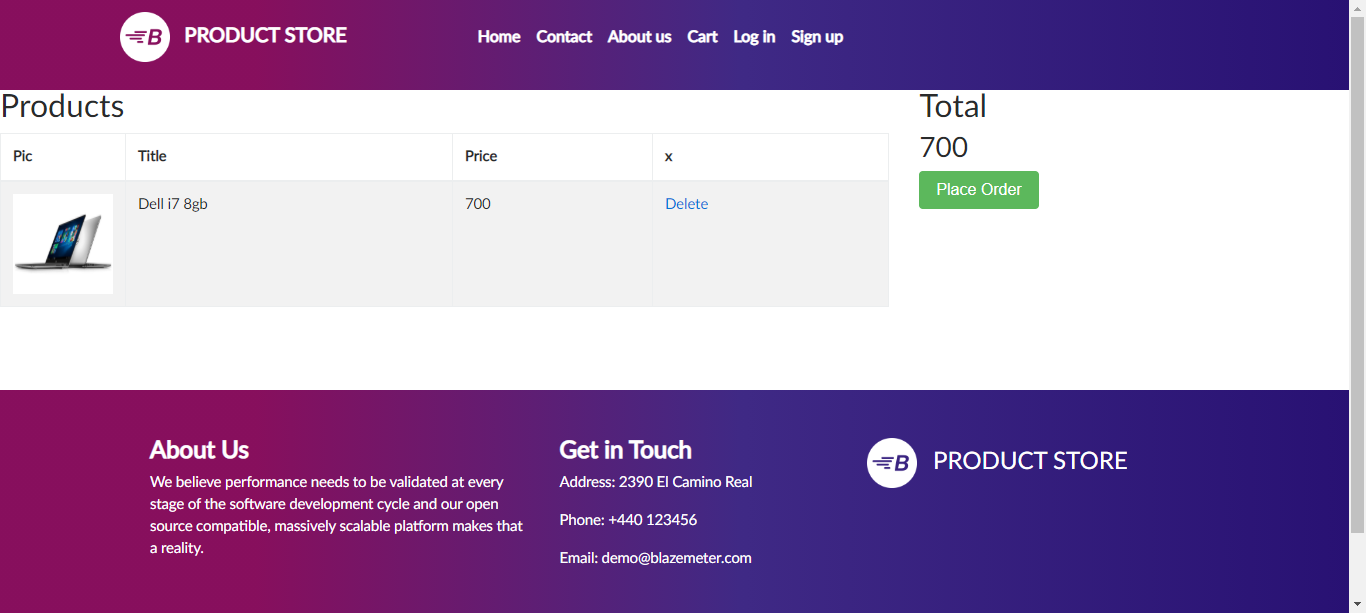 B PRODUCT STORE Home Contact About us Cart Log in Sign up
Products
Total
700
Place Order
Pic Title Price x
Dell i7 8gb 700 Delete
About Us
We believe performance needs to be validated at every
stage of the software development cycle and our open
source compatible, massively scalable platform makes that
a reality.
Get in Touch
Address: 2390 El Camino Real
Phone: +440 123456
Email: demo@blazemeter.com
B PRODUCT STORE